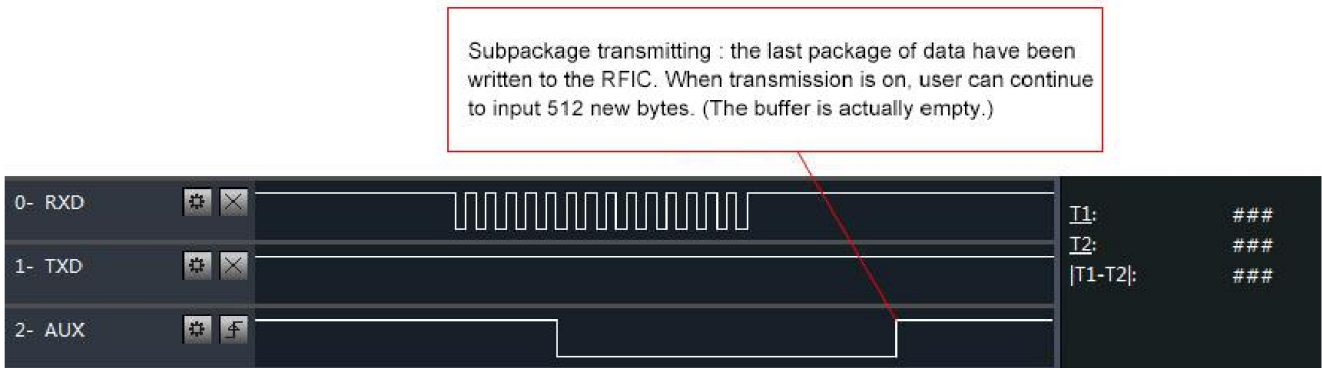 Subpackage transmitting : the last package of data have been
written to the RFIC. When transmission is on, user can continue
to input 512 new bytes. (The buffer is actually empty.)
0- RXD
T1: ###
T2: ###
1- TXD
|T1-T2|: ###
2- AUX